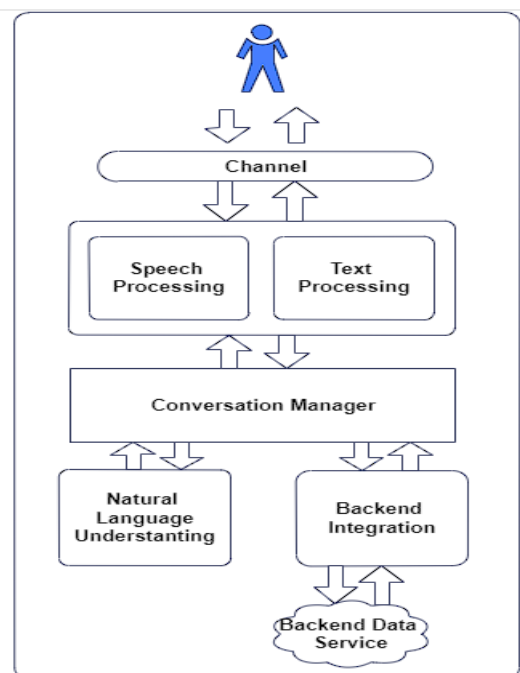 Channel
Speech
Processing
Text
Processing
Conversation Manager
Natural
Language
Understanting
Backend
Integration
Backend Data
Service